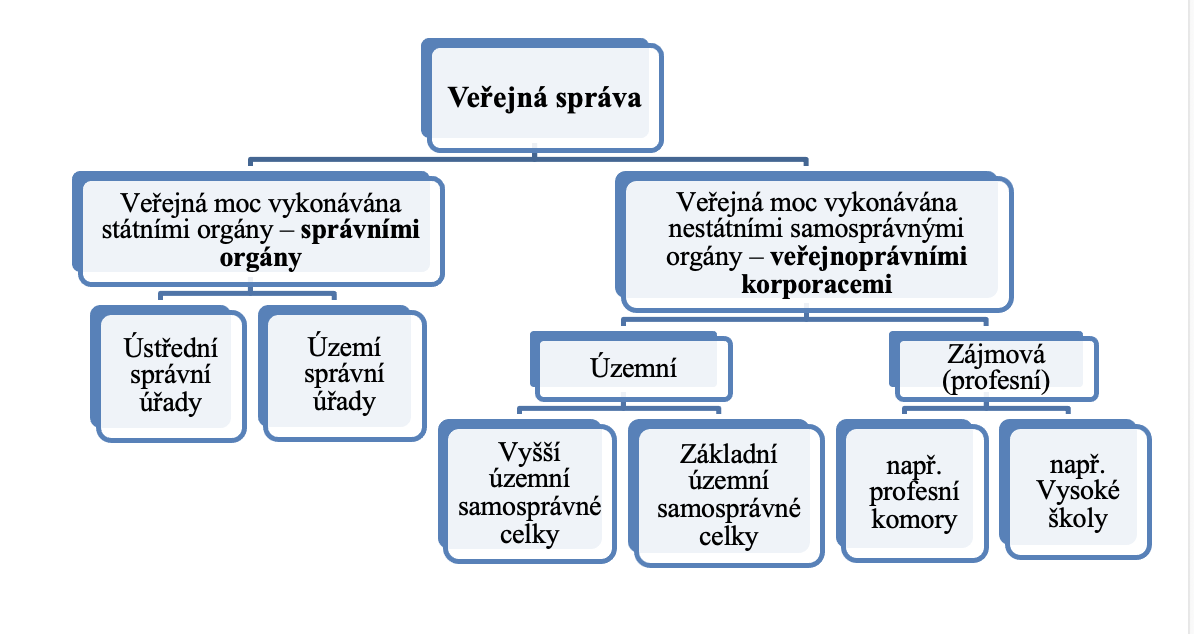 Veřejná správa
Veřejná moc vykonávána
státními orgány – správními
orgány
Veřejná moc vykonávána
nestátními samosprávnými
orgány – veřejnoprávními
korporacemi
Ústřední
správní
úřady
Území
správní
úřady
Územní
Zájmová
(profesní)
Vyšší
územní
samosprávné
celky
Základní
územní
samosprávné
celky
např.
profesní
komory
např.
Vysoké
školy